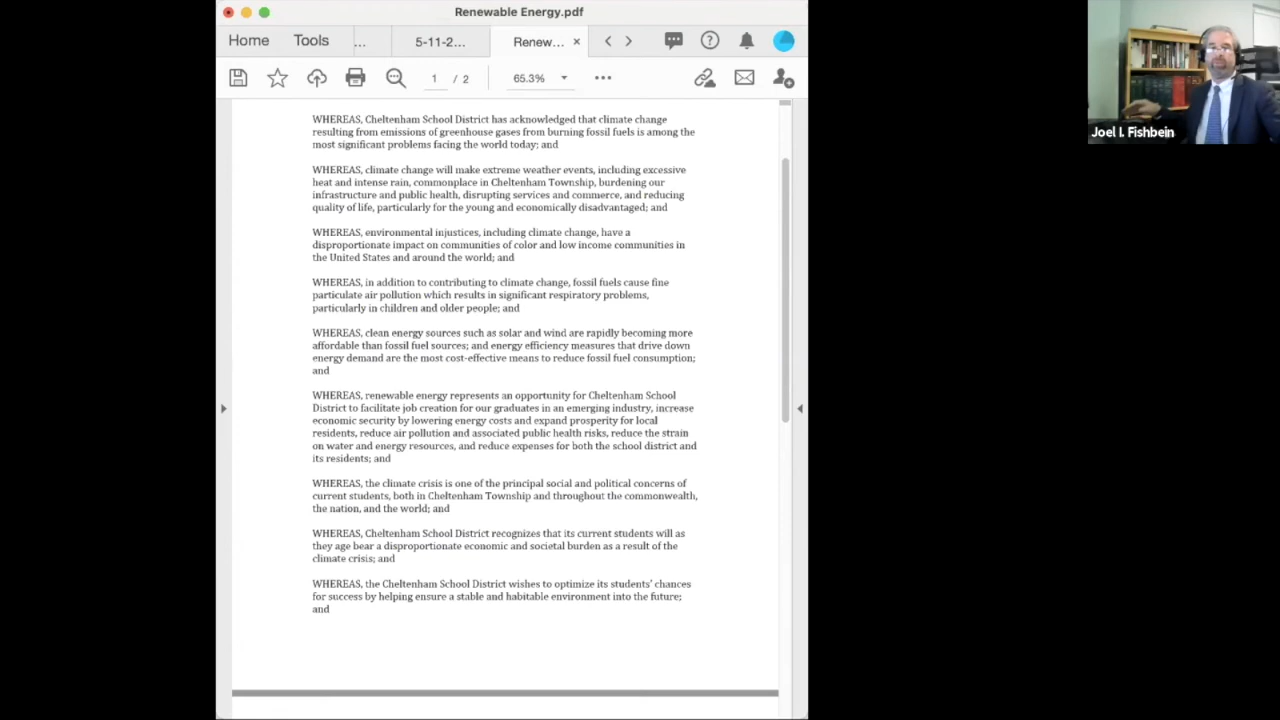 Renewable Energy.pdf
Home Tools ... 5-11-2... Renew... ×
1 / 2 65.3%
WHEREAS, Cheltenham School District has acknowledged that climate change
resulting from emissions of greenhouse gases from burning fossil fuels is among the
most significant problems facing the world today; and
WHEREAS, climate change will make extreme weather events, including excessive
heat and intense rain, commonplace in Cheltenham Township, burdening our
infrastructure and public health, disrupting services and commerce, and reducing
quality of life, particularly for the young and economically disadvantaged; and
WHEREAS, environmental injustices, including climate change, have a
disproportionate impact on communities of color and low income communities in
the United States and around the world; and
WHEREAS, in addition to contributing to climate change, fossil fuels cause fine
particulate air pollution which results in significant respiratory problems,
particularly in children and older people; and
WHEREAS, clean energy sources such as solar and wind are rapidly becoming more
affordable than fossil fuel sources; and energy efficiency measures that drive down
energy demand are the most cost-effective means to reduce fossil fuel consumption;
and
WHEREAS, renewable energy represents an opportunity for Cheltenham School
District to facilitate job creation for our graduates in an emerging industry, increase
economic security by lowering energy costs and expand prosperity for local
residents, reduce air pollution and associated public health risks, reduce the strain
on water and energy resources, and reduce expenses for both the school district and
its residents; and
WHEREAS, the climate crisis is one of the principal social and political concerns of
current students, both in Cheltenham Township and throughout the commonwealth,
the nation, and the world; and
WHEREAS, Cheltenham School District recognizes that its current students will as
they age bear a disproportionate economic and societal burden as a result of the
climate crisis; and
WHEREAS, the Cheltenham School District wishes to optimize its students' chances
for success by helping ensure a stable and habitable environment into the future;
and
Joel I. Fishbein